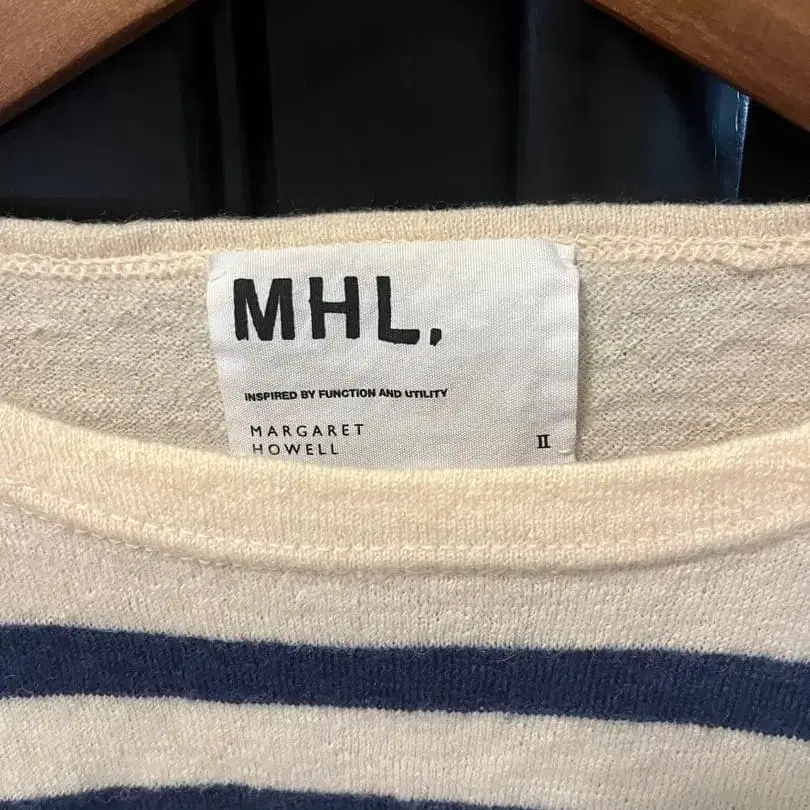 MHL.
INSPIRED BY FUNCTION AND UTILITY
MARGARET
HOWELL
II